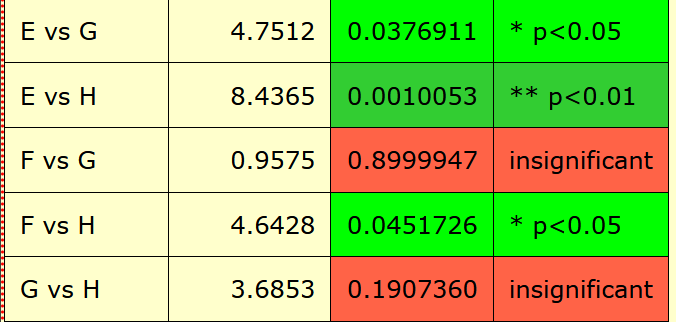 E vs G 4.7512 0.0376911 * p<0.05
E vs H 8.4365 0.0010053 ** p<0.01
F vs G 0.9575 0.8999947 insignificant
F vs H 4.6428 0.0451726 * p<0.05
G vs H 3.6853 0.1907360 insignificant